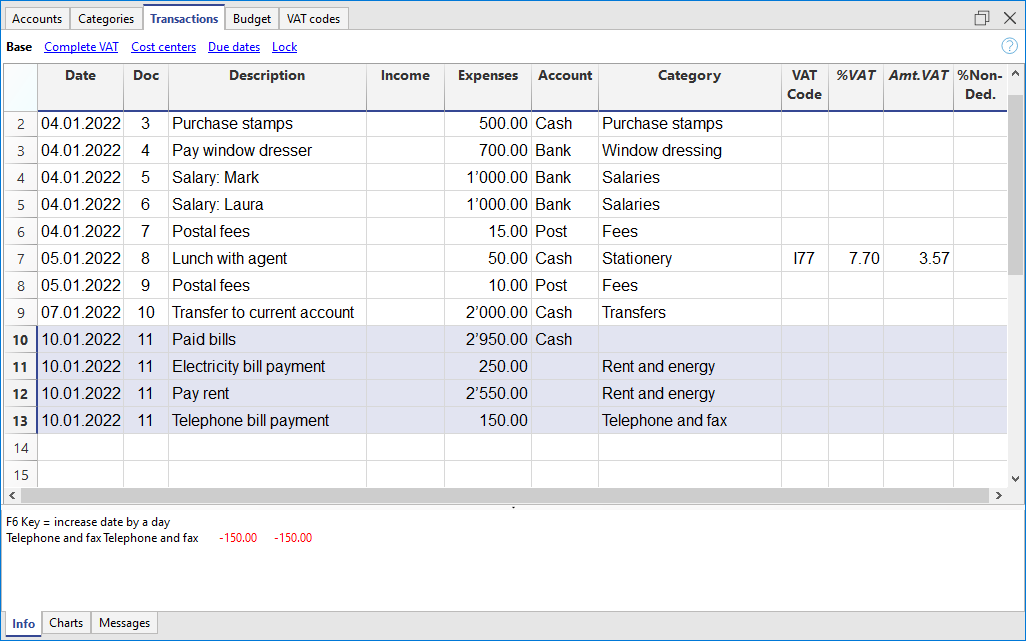 Accounts Categories Transactions Budget VAT codes
Base Complete VAT Cost centers Due dates Lock ?
Date Doc Description Income Expenses Account Category VAT Code %VAT Amt.VAT %Non-Ded.
2 04.01.2022 3 Purchase stamps 500.00 Cash Purchase stamps
3 04.01.2022 4 Pay window dresser 700.00 Bank Window dressing
4 04.01.2022 5 Salary: Mark 1’000.00 Bank Salaries
5 04.01.2022 6 Salary: Laura 1’000.00 Bank Salaries
6 04.01.2022 7 Postal fees 15.00 Post Fees
7 05.01.2022 8 Lunch with agent 50.00 Cash Stationery I77 7.70 3.57
8 05.01.2022 9 Postal fees 10.00 Post Fees
9 07.01.2022 10 Transfer to current account 2’000.00 Cash Transfers
10 10.01.2022 11 Paid bills 2’950.00 Cash
11 10.01.2022 11 Electricity bill payment 250.00 Rent and energy
12 10.01.2022 11 Pay rent 2’550.00 Rent and energy
13 10.01.2022 11 Telephone bill payment 150.00 Telephone and fax
14
15
F6 Key = increase date by a day
Telephone and fax Telephone and fax -150.00 -150.00
Info Charts Messages